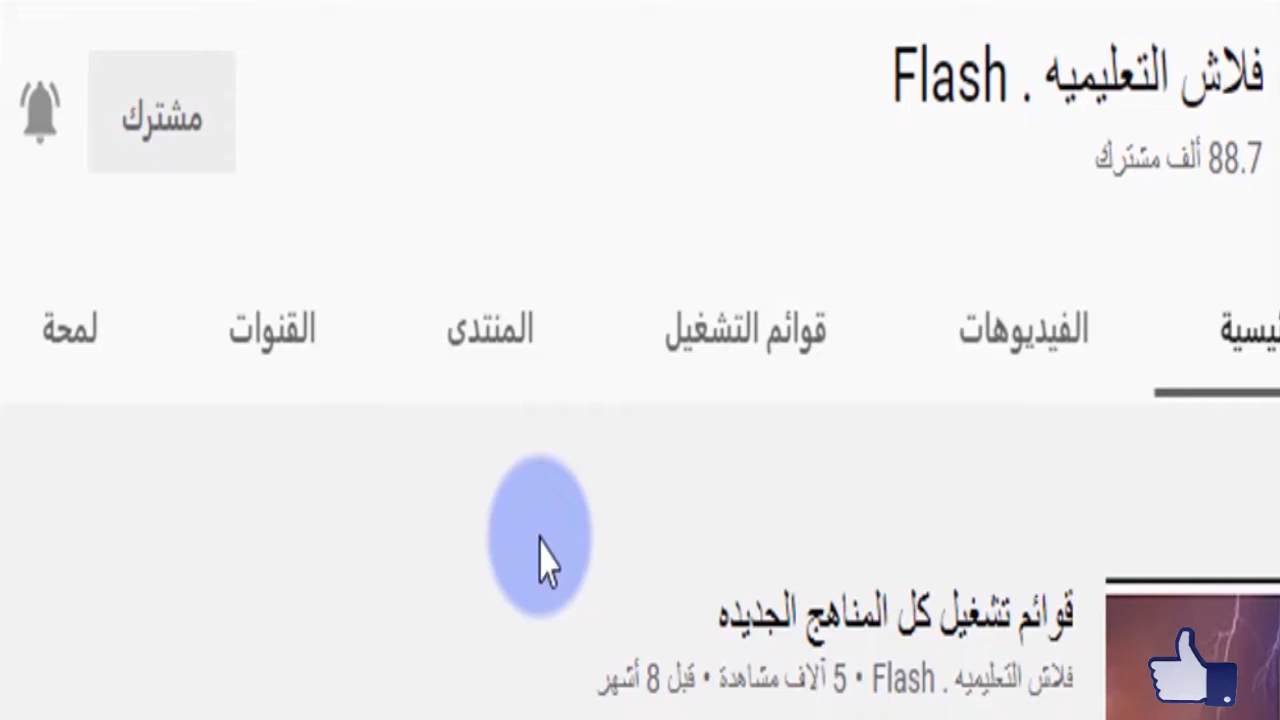 فلاش التعليميه . Flash
88.7 ألف مشترك
مشترك
الفيديوهات
قوائم التشغيل
المنتدى
القنوات
لمحة
قوائم تشغيل كل المناهج الجديده
فلاش التعليميه . Flash • 5 آلاف مشاهدة • قبل 8 أشهر